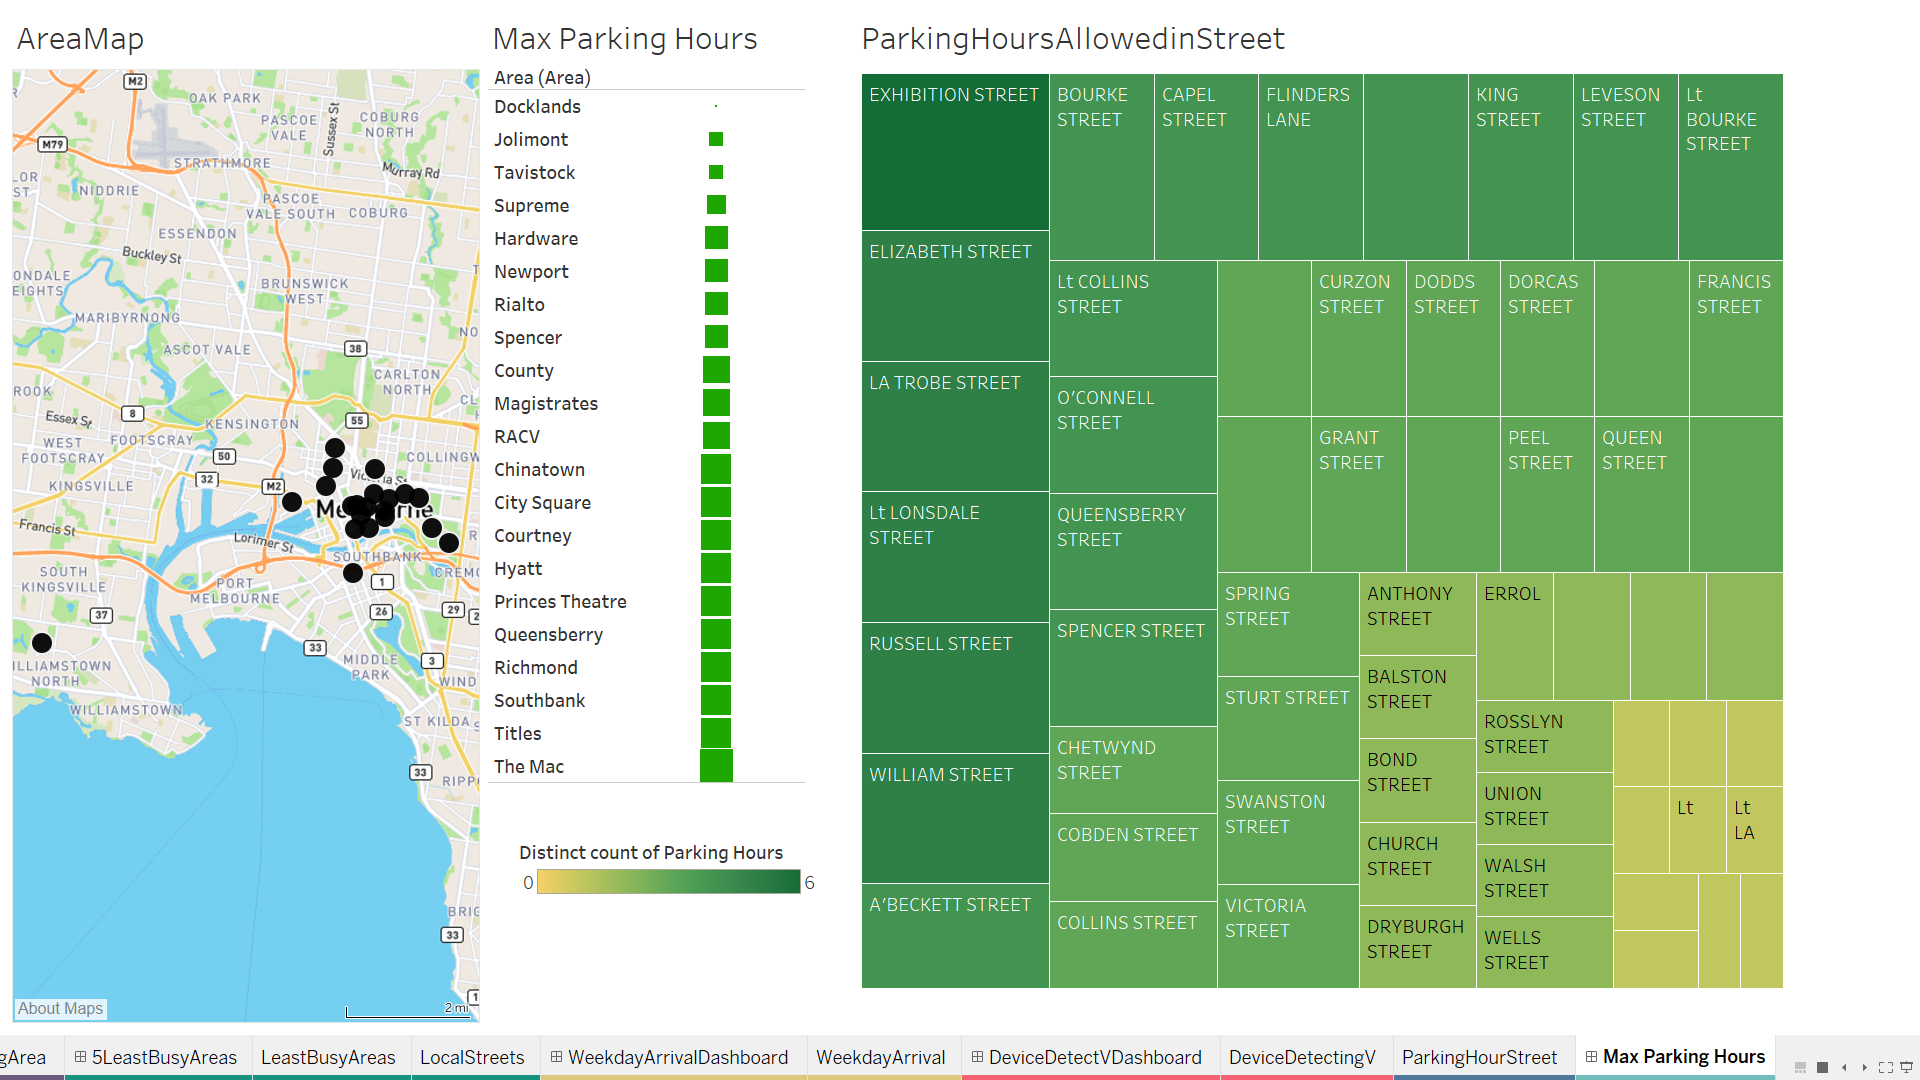 AreaMap
M2
OAK PARK
Sussex St
COBURG
NORTH
PASCOE
VALE
M79
STRATHMORE
Murray Rd
NIDDRIE
PASCOE
VALE SOUTH
COBURG
ESSENDON
Buckley St
BRUNSWICK
WEST
MARIBYRNONG
38
ASCOT VALE
CARLTON
NORTH
8
Essex St
55
KENSINGTON
WEST
FOOTSCRAY
FOOTSCRAY
50
COLLINGW
32
M2
KINGSVILLE
Francis St
Lorimer St
SOUTHBANK
SOUTH
KINGSVILLE
PORT
MELBOURNE
1
CREMO
37
26
29
33
MIDDLE
PARK
3
WIND
ILLIAMSTOWN
NORTH
WILLIAMSTOWN
ST KILDA
33
RIPP
BRIG
33
1
About Maps
2 mi
Max Parking Hours
Area (Area)
Docklands
Jolimont
Tavistock
Supreme
Hardware
Newport
Rialto
Spencer
County
Magistrates
RACV
Chinatown
City Square
Courtney
Hyatt
Princes Theatre
Queensberry
Richmond
Southbank
Titles
The Mac
Distinct count of Parking Hours
0
6
ParkingHoursAllowedinStreet
EXHIBITION STREET
ELIZABETH STREET
LA TROBE STREET
Lt LONSDALE
STREET
RUSSELL STREET
WILLIAM STREET
A'BECKETT STREET
BOURKE
STREET
CAPEL
STREET
FLINDERS
LANE
KING
STREET
LEVESON
STREET
Lt
BOURKE
STREET
Lt COLLINS
STREET
O'CONNELL
STREET
QUEENSBERRY
STREET
SPENCER STREET
CHETWYND
STREET
COBDEN STREET
COLLINS STREET
CURZON
STREET
DODDS
STREET
DORCAS
STREET
FRANCIS
STREET
GRANT
STREET
PEEL
STREET
QUEEN
STREET
SPRING
STREET
STURT STREET
SWANSTON
STREET
VICTORIA
STREET
ANTHONY
STREET
BALSTON
STREET
BOND
STREET
CHURCH
STREET
DRYBURGH
STREET
ERROL
ROSSLYN
STREET
UNION
STREET
WALSH
STREET
WELLS
STREET
Lt
Lt
LA
gArea
5LeastBusyAreas
LeastBusyAreas
LocalStreets
WeekdayArrivalDashboard
WeekdayArrival
DeviceDetectVDashboard
DeviceDetectingV
ParkingHourStreet
Max Parking Hours